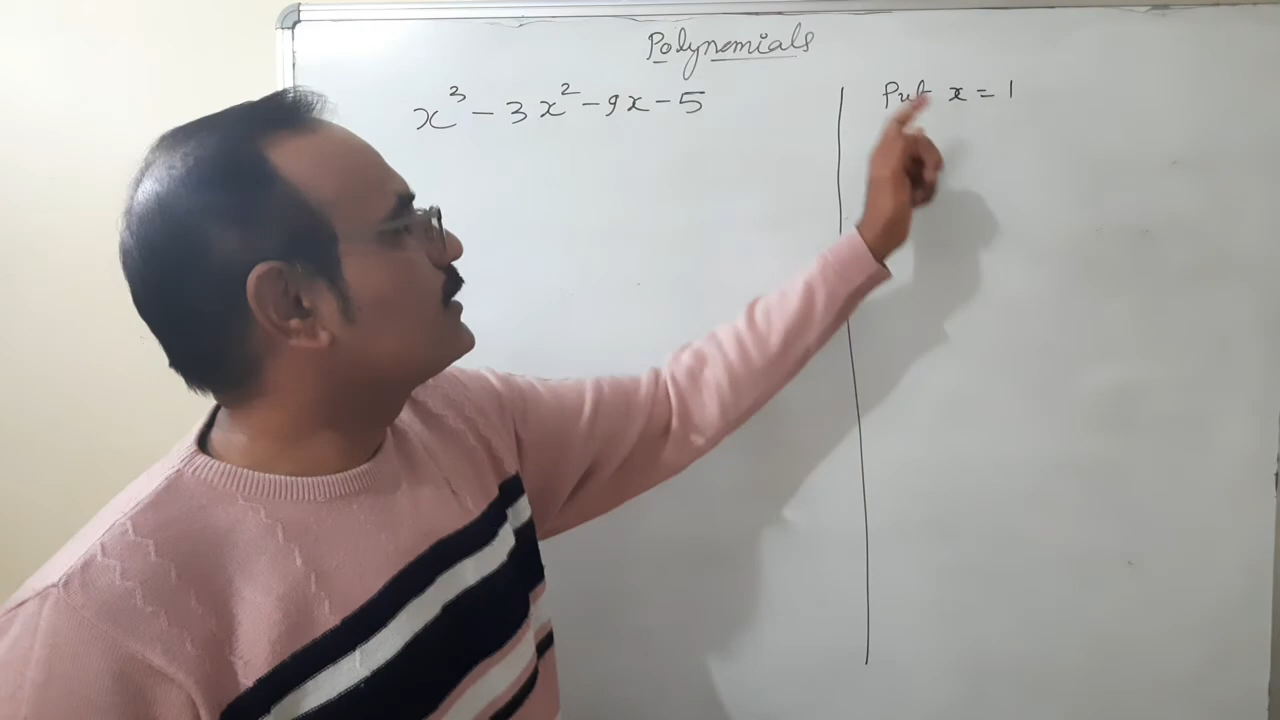 Polynomials
x³ - 3x² - 9x - 5
Put x = 1